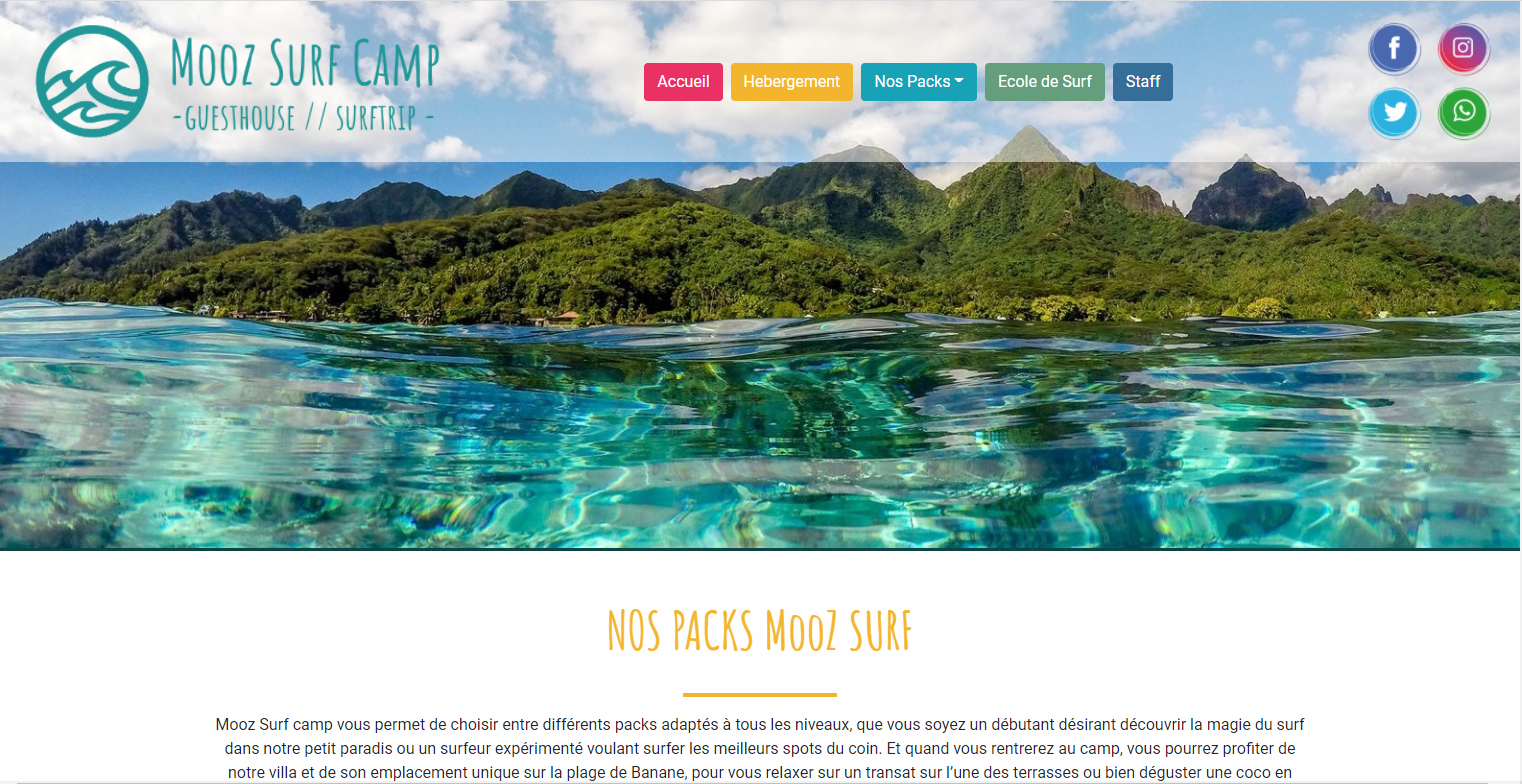 Mooz Surf Camp
-GUESTHOUSE // SURFTRIP -
Accueil
Hebergement
Nos Packs
Ecole de Surf
Staff
NOS PACKS MooZ SURF
Mooz Surf camp vous permet de choisir entre différents packs adaptés à tous les niveaux, que vous soyez un débutant désirant découvrir la magie du surf
dans notre petit paradis ou un surfeur expérimenté voulant surfer les meilleurs spots du coin. Et quand vous rentrerez au camp, vous pourrez profiter de
notre villa et de son emplacement unique sur la plage de Banane, pour vous relaxer sur un transat sur l'une des terrasses ou bien déguster une coco en